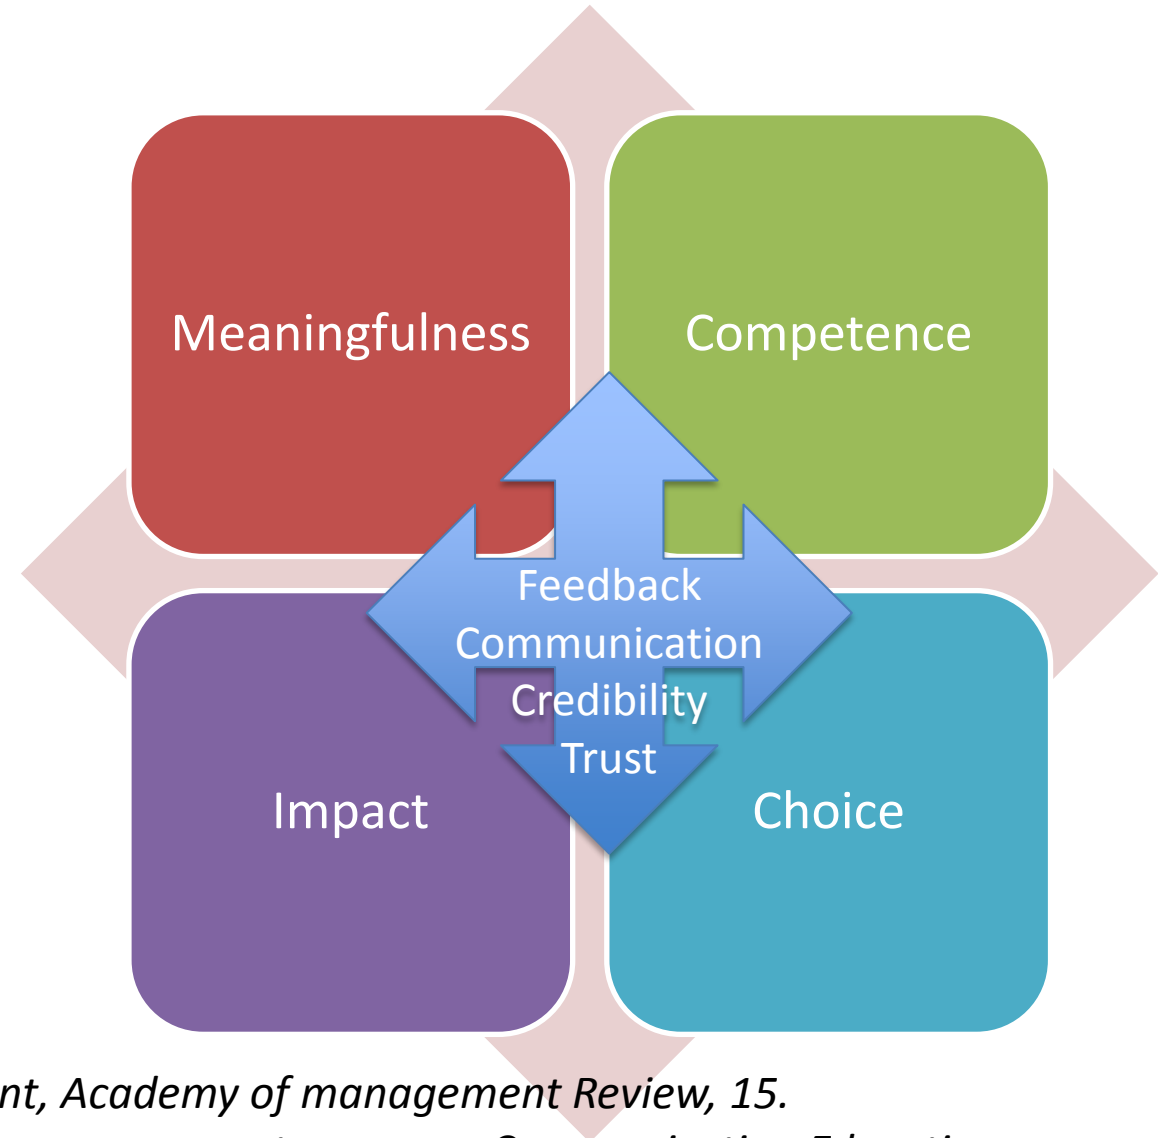 Meaningfulness
Competence
Feedback
Communication
Credibility
Trust
Impact
Choice
nt, Academy of management Review, 15.